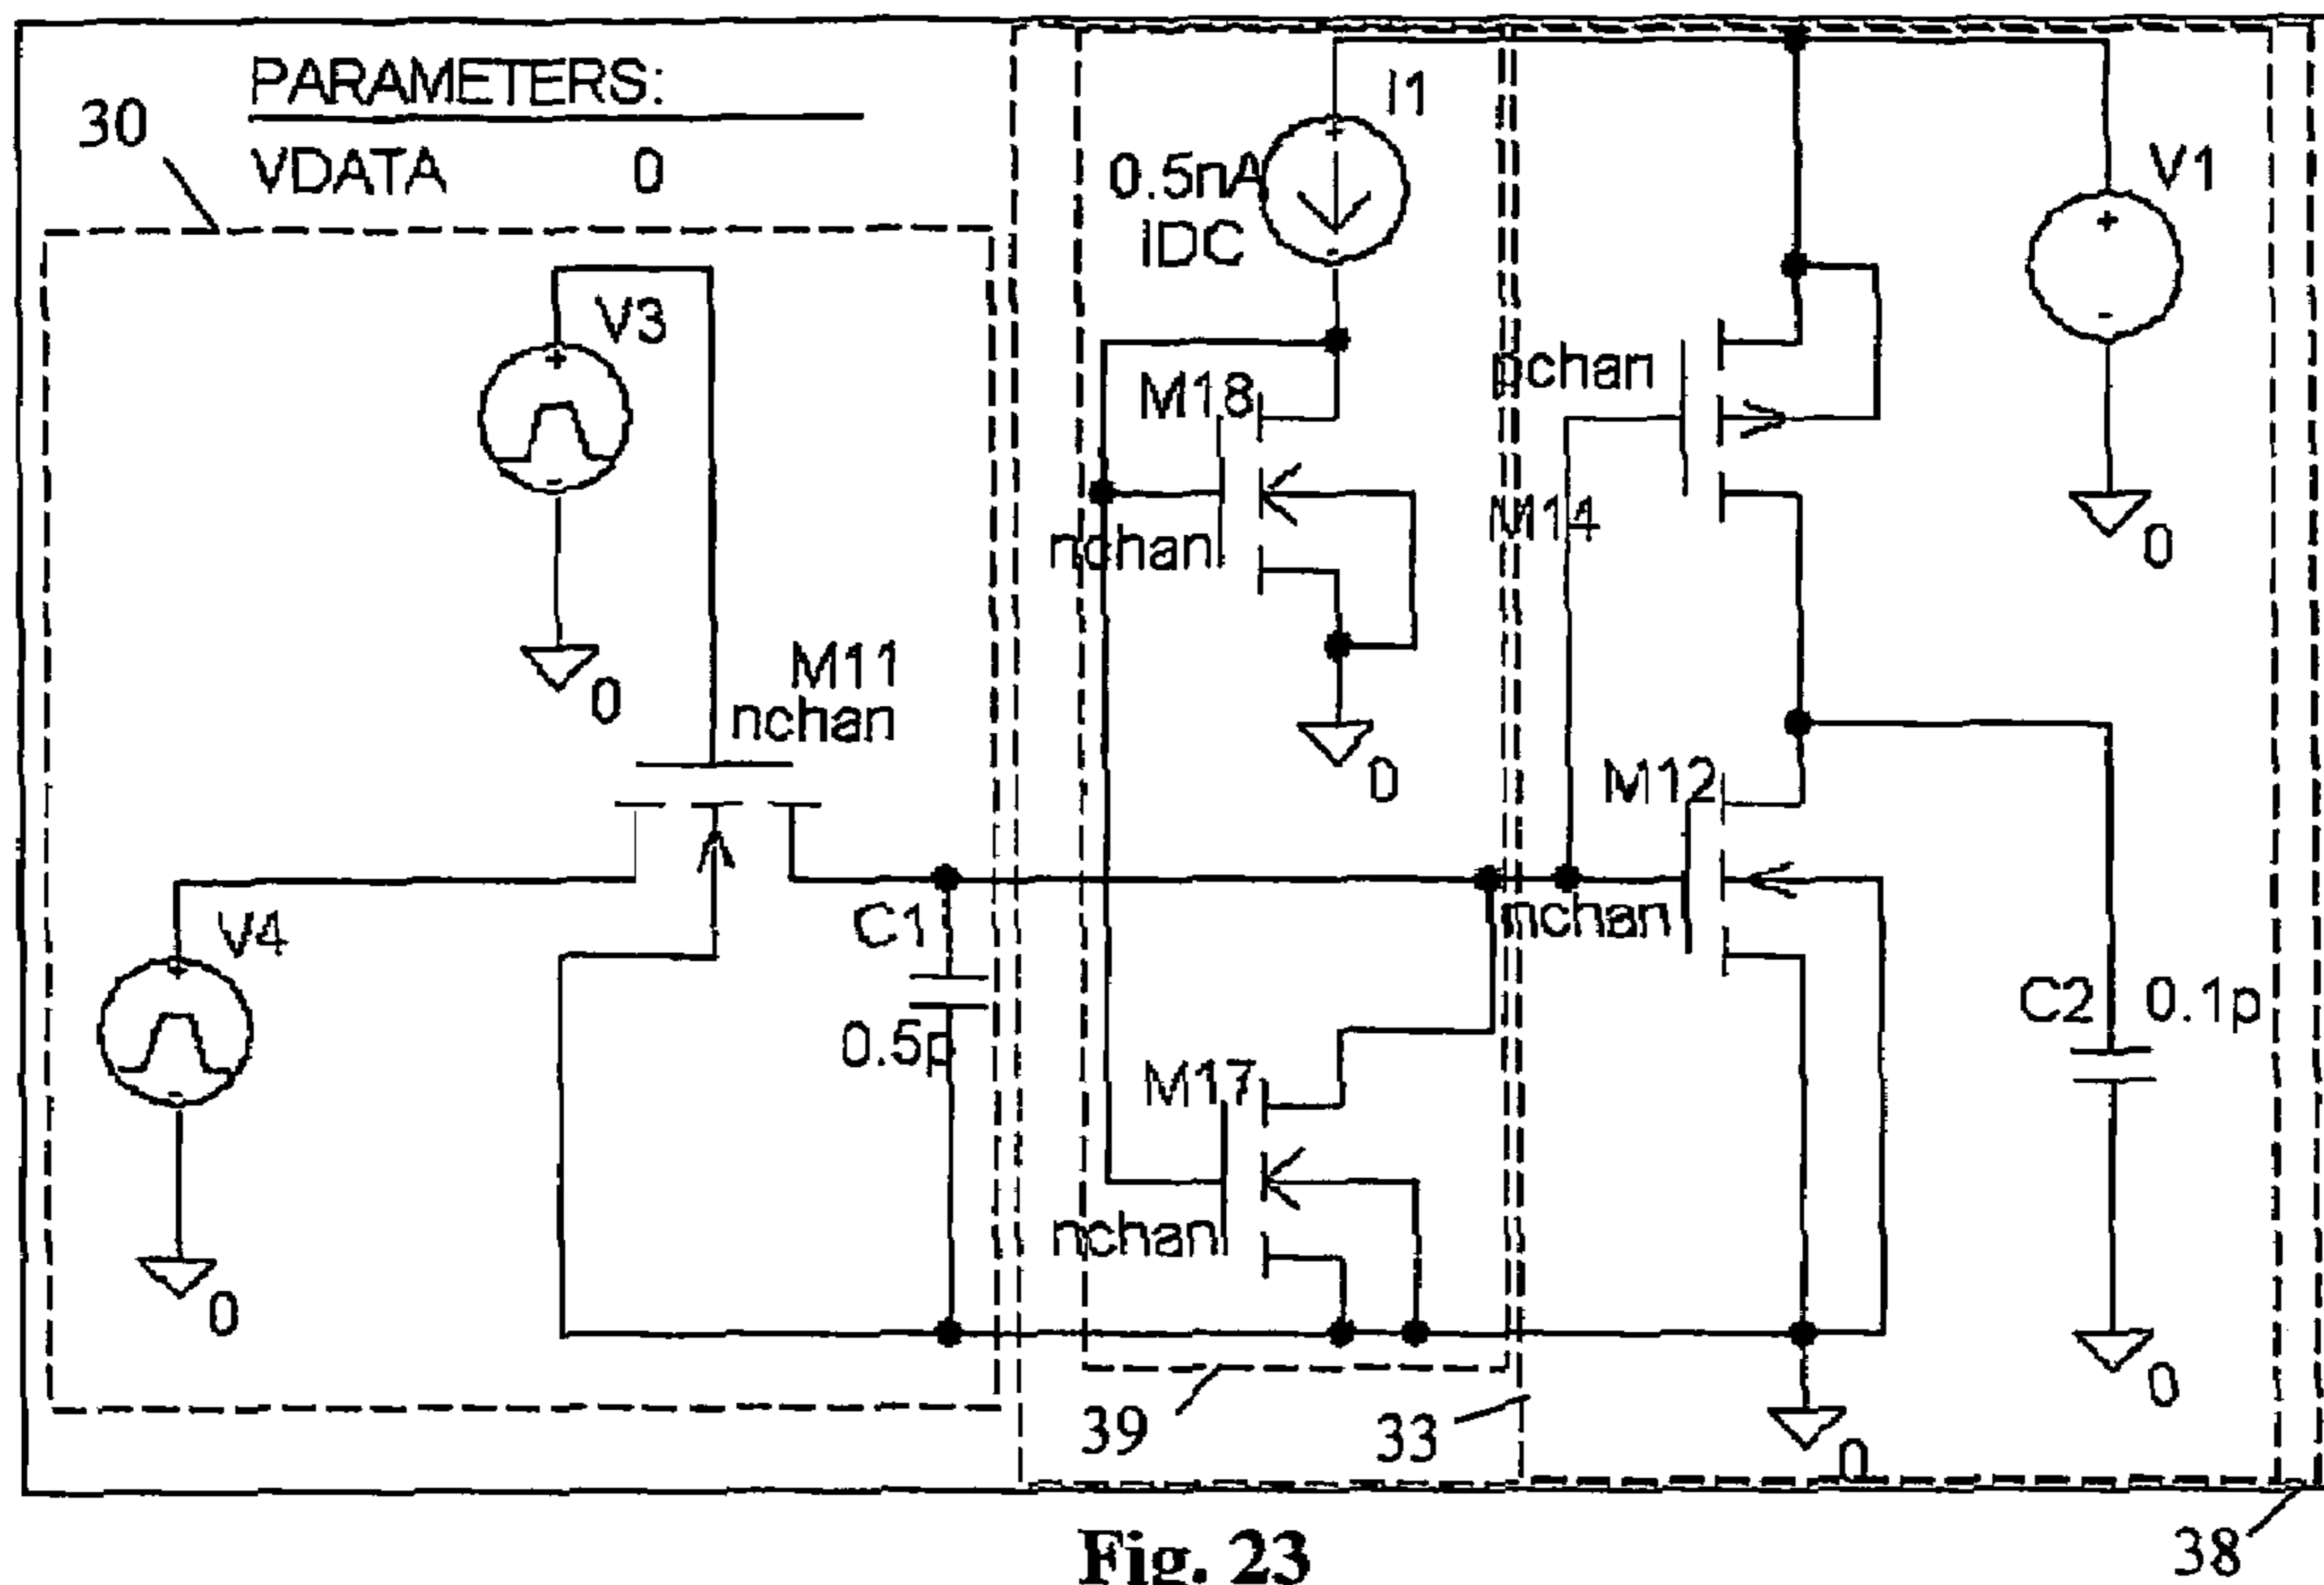 PARAMETERS:
VDATA 0
30
I1
0.5nA
IDC
V1
+
-
0
V3
+
-
0
M18
nchan
0
pchan
M14
M11
nchan
M12
nchan
V4
+
-
0
C1
0.5p
C2 0.1p
0
M17
nchan
0
39
33
38
Fig. 23